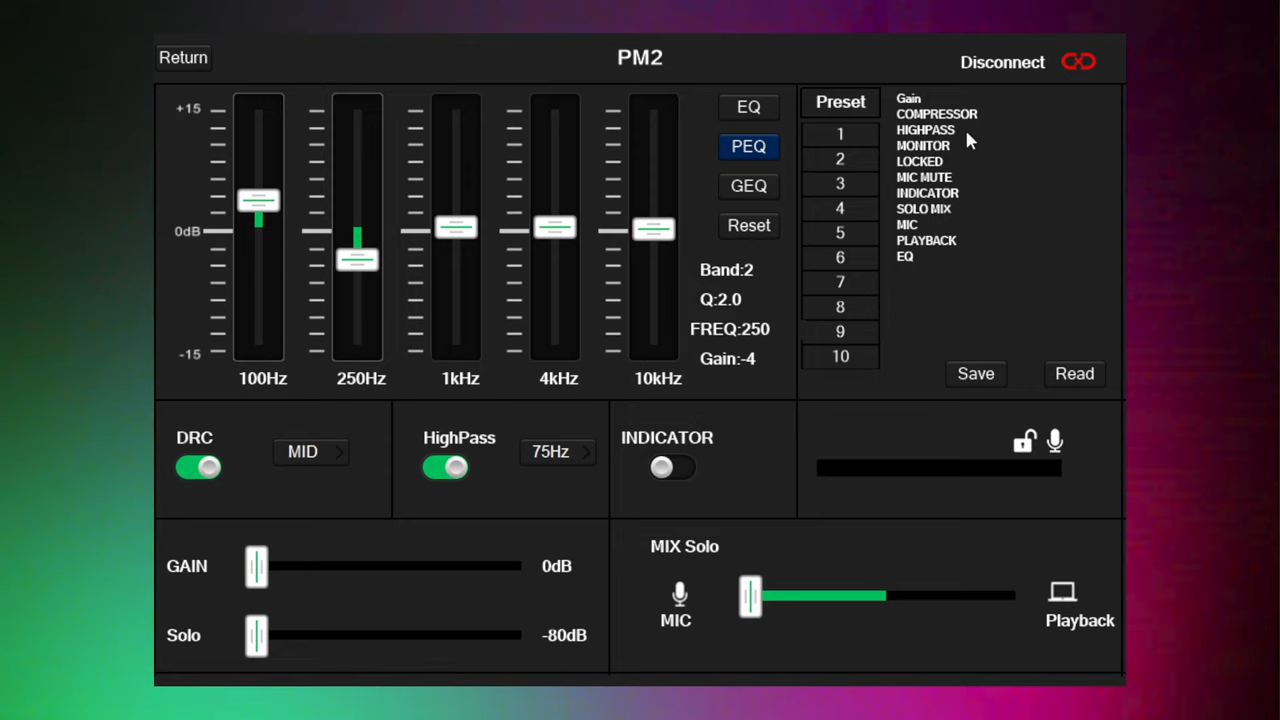 Return
PM2
Disconnect
+15
0dB
-15
100Hz
250Hz
1kHz
4kHz
10kHz
EQ
PEQ
GEQ
Reset
Band:2
Q:2.0
FREQ:250
Gain:-4
Preset
1
2
3
4
5
6
7
8
9
10
Gain
COMPRESSOR
HIGHPASS
MONITOR
LOCKED
MIC MUTE
INDICATOR
SOLO MIX
MIC
PLAYBACK
EQ
Save
Read
DRC
MID
HighPass
75Hz
INDICATOR
GAIN
0dB
Solo
-80dB
MIX Solo
MIC
Playback